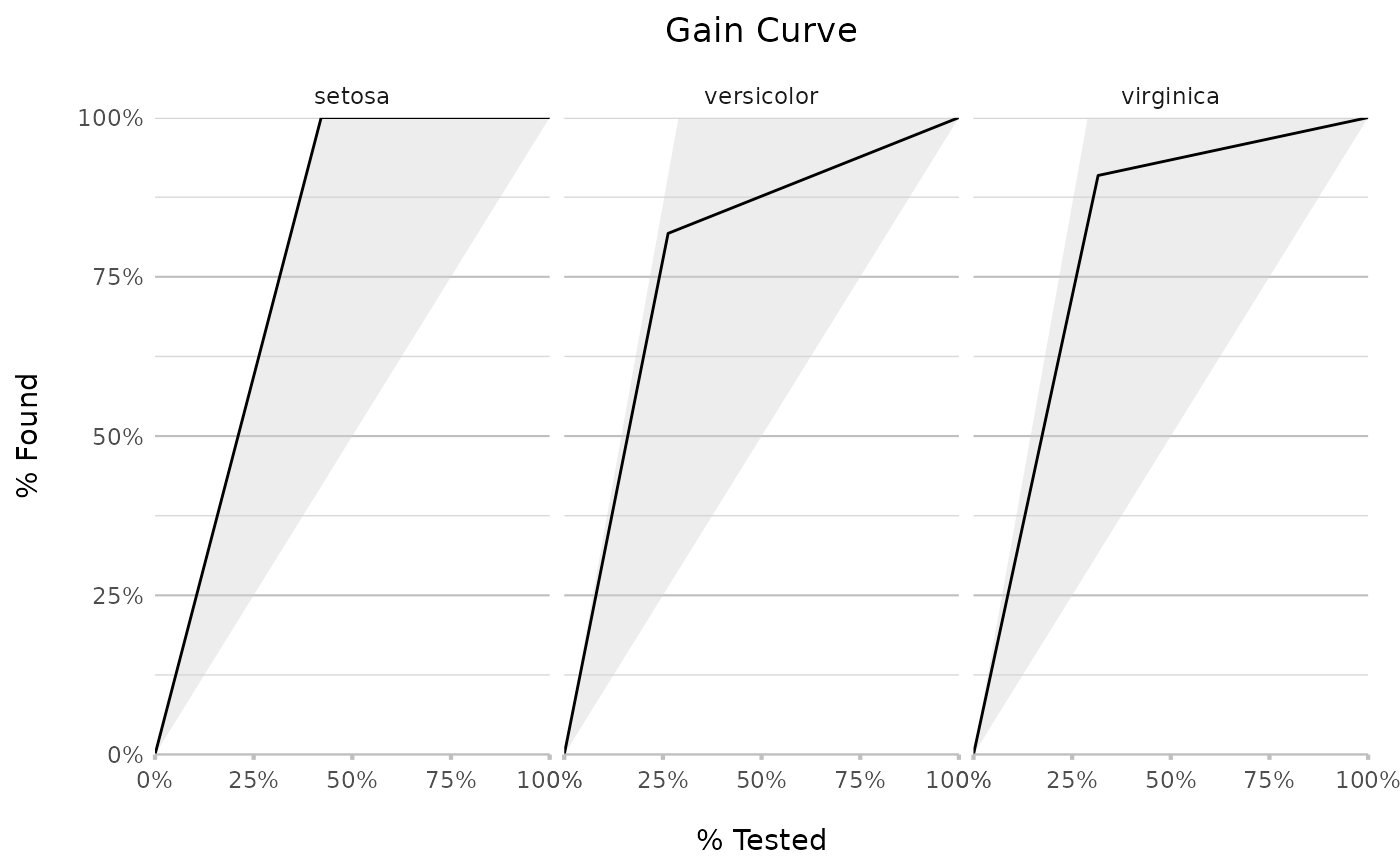 Gain Curve
setosa versicolor virginica
100%
75%
50%
25%
0%
% Found
0% 25% 50% 75% 100% 0% 25% 50% 75% 100% 0% 25% 50% 75% 100%
% Tested